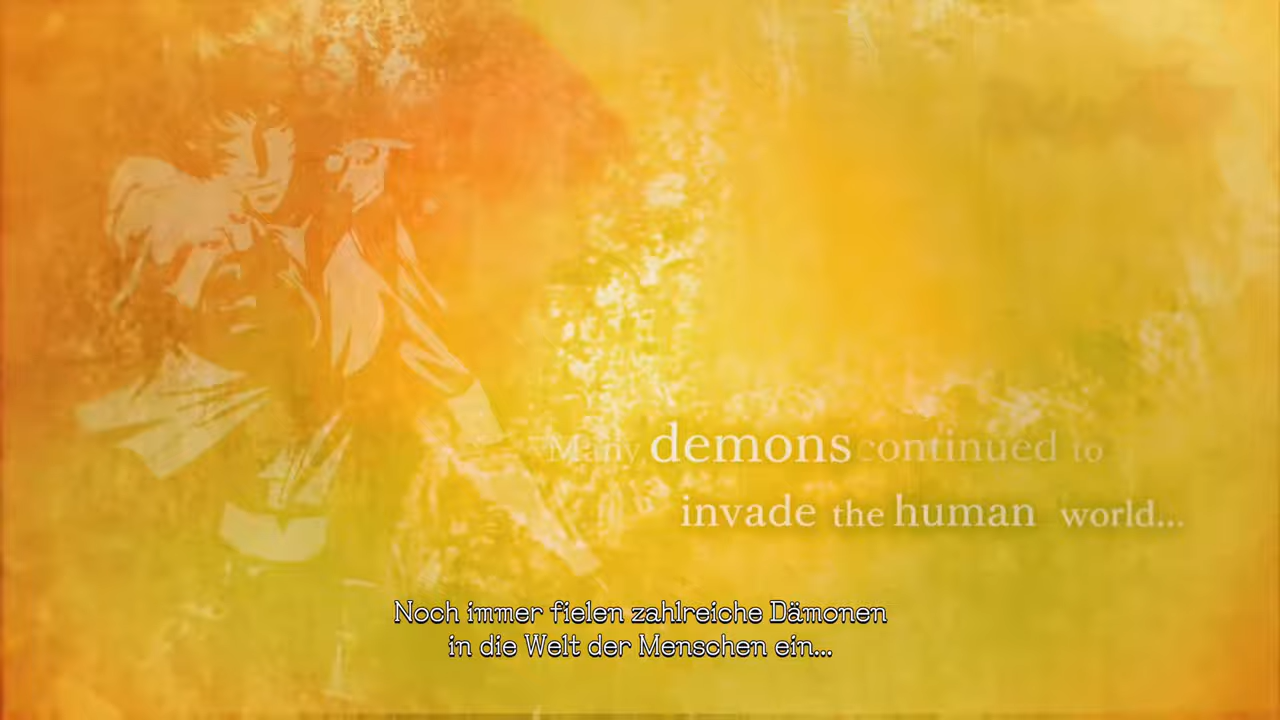 Many demons continued to
invade the human world...
Noch immer fielen zahlreiche Dämonen
in die Welt der Menschen ein...